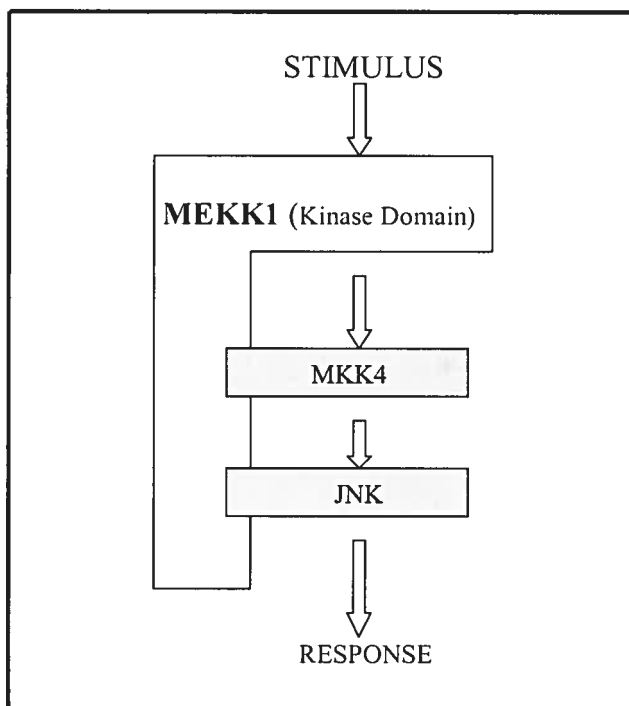 STIMULUS
MEKK1 (Kinase Domain)
MKK4
JNK
RESPONSE